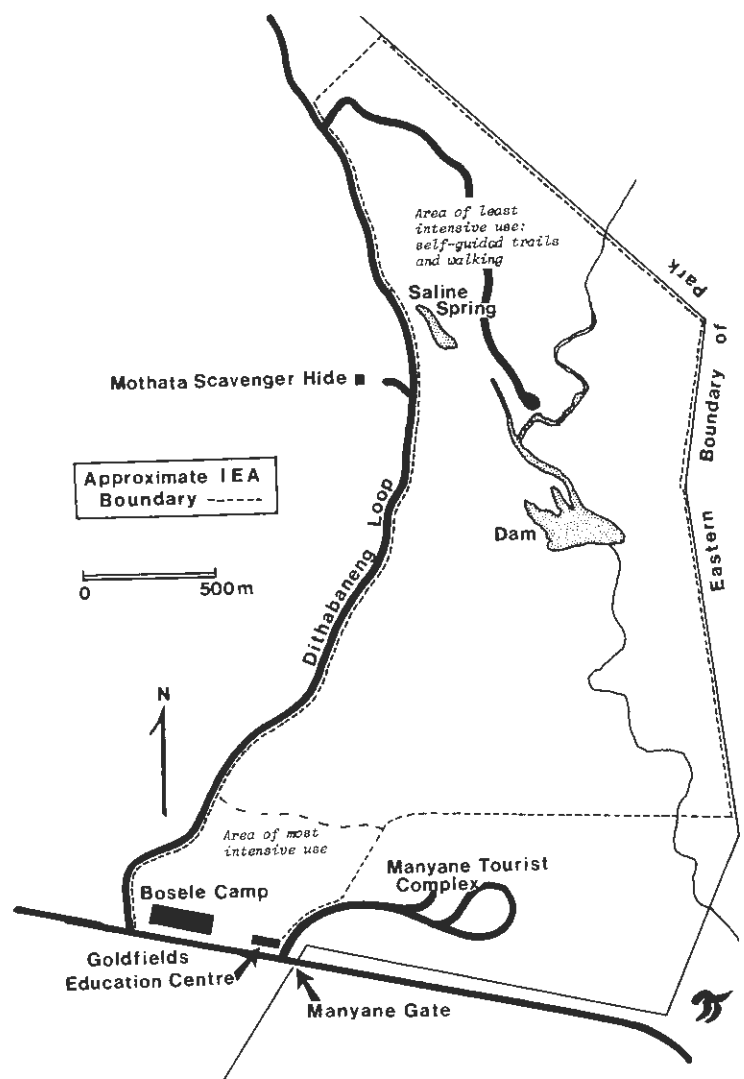 Area of least
intensive use:
self-guided trails
and walking
Saline
Spring
Park
Eastern Boundary of
Mothata Scavenger Hide
Approximate IEA
Boundary -----
Dam
0 500m
Dithabaneng Loop
N
Area of most
intensive use
Manyane Tourist
Complex
Bosele Camp
Goldfields
Education Centre
Manyane Gate